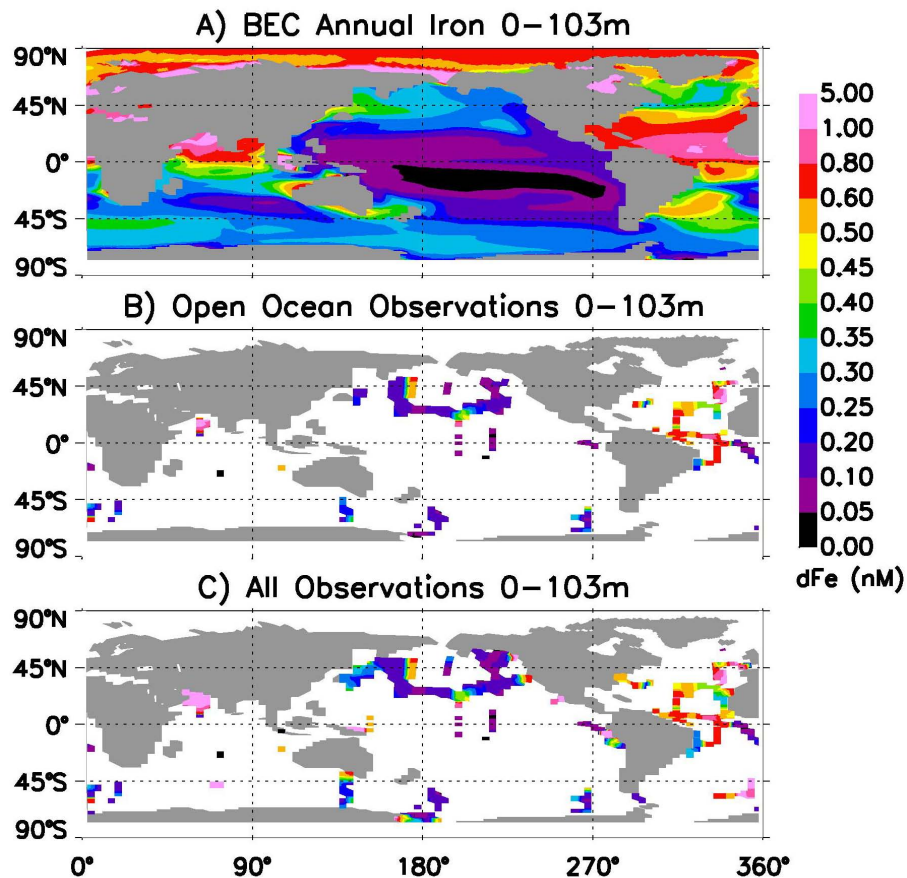 A) BEC Annual Iron 0-103m
90°N
45°N
0°
45°S
90°S
B) Open Ocean Observations 0-103m
90°N
45°N
0°
45°S
90°S
C) All Observations 0-103m
90°N
45°N
0°
45°S
90°S
0°
90°
180°
270°
360°
5.00
1.00
0.80
0.60
0.50
0.45
0.40
0.35
0.30
0.25
0.20
0.10
0.05
0.00
dFe (nM)